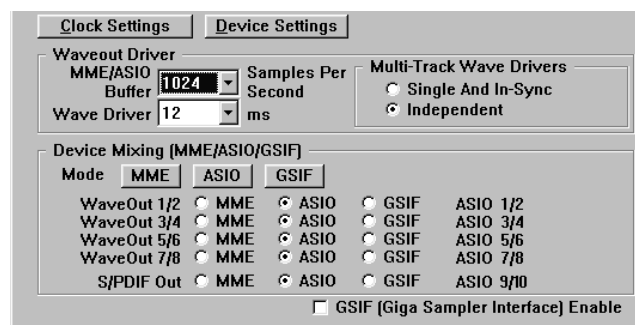 Clock Settings Device Settings
Waveout Driver
MME/ASIO Buffer 1024 Samples Per Second
Wave Driver 12 ms
Multi-Track Wave Drivers
Single And In-Sync
Independent
Device Mixing (MME/ASIO/GSIF)
Mode MME ASIO GSIF
WaveOut 1/2 MME ASIO GSIF ASIO 1/2
WaveOut 3/4 MME ASIO GSIF ASIO 3/4
WaveOut 5/6 MME ASIO GSIF ASIO 5/6
WaveOut 7/8 MME ASIO GSIF ASIO 7/8
S/PDIF Out MME ASIO GSIF ASIO 9/10
GSIF (Giga Sampler Interface) Enable